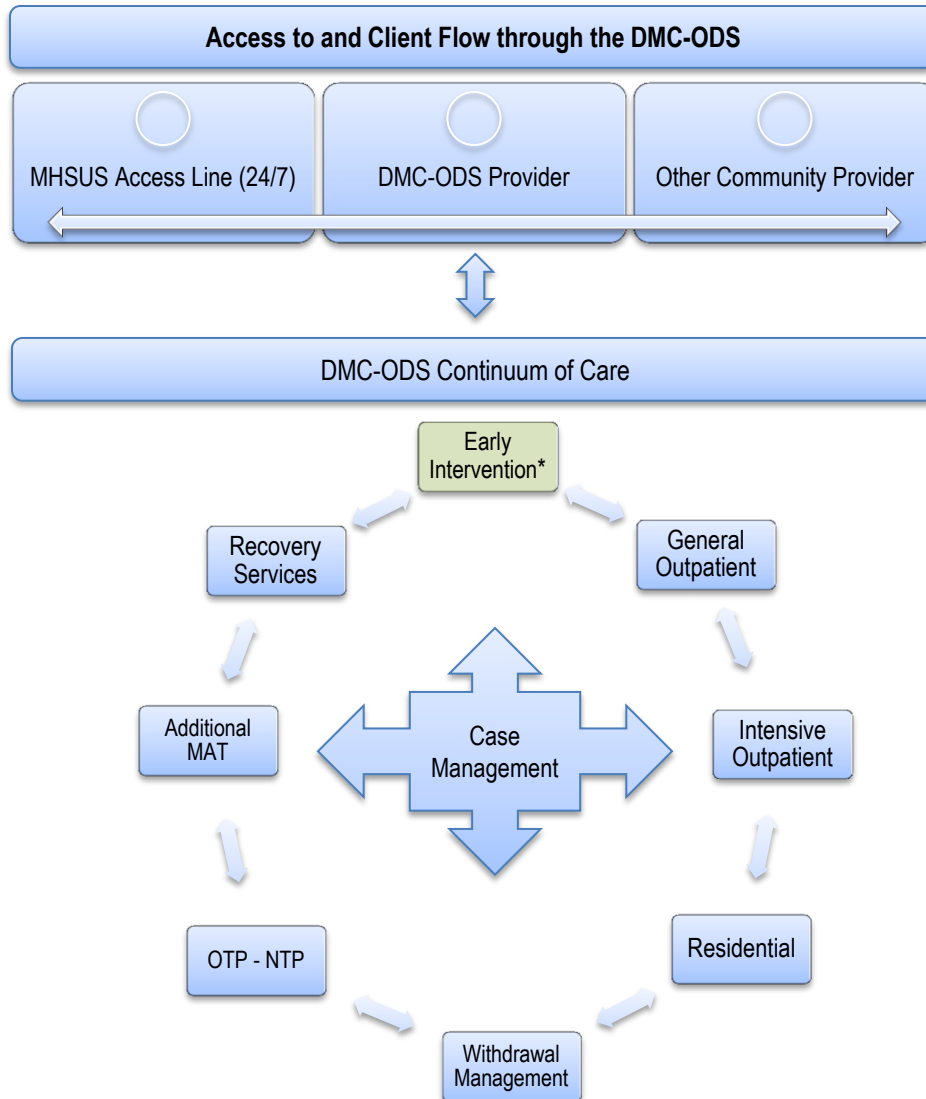 Access to and Client Flow through the DMC-ODS
MHSUS Access Line (24/7)
DMC-ODS Provider
Other Community Provider
DMC-ODS Continuum of Care
Early
Intervention*
Recovery
Services
General
Outpatient
Additional
MAT
Case
Management
Intensive
Outpatient
OTP - NTP
Residential
Withdrawal
Management